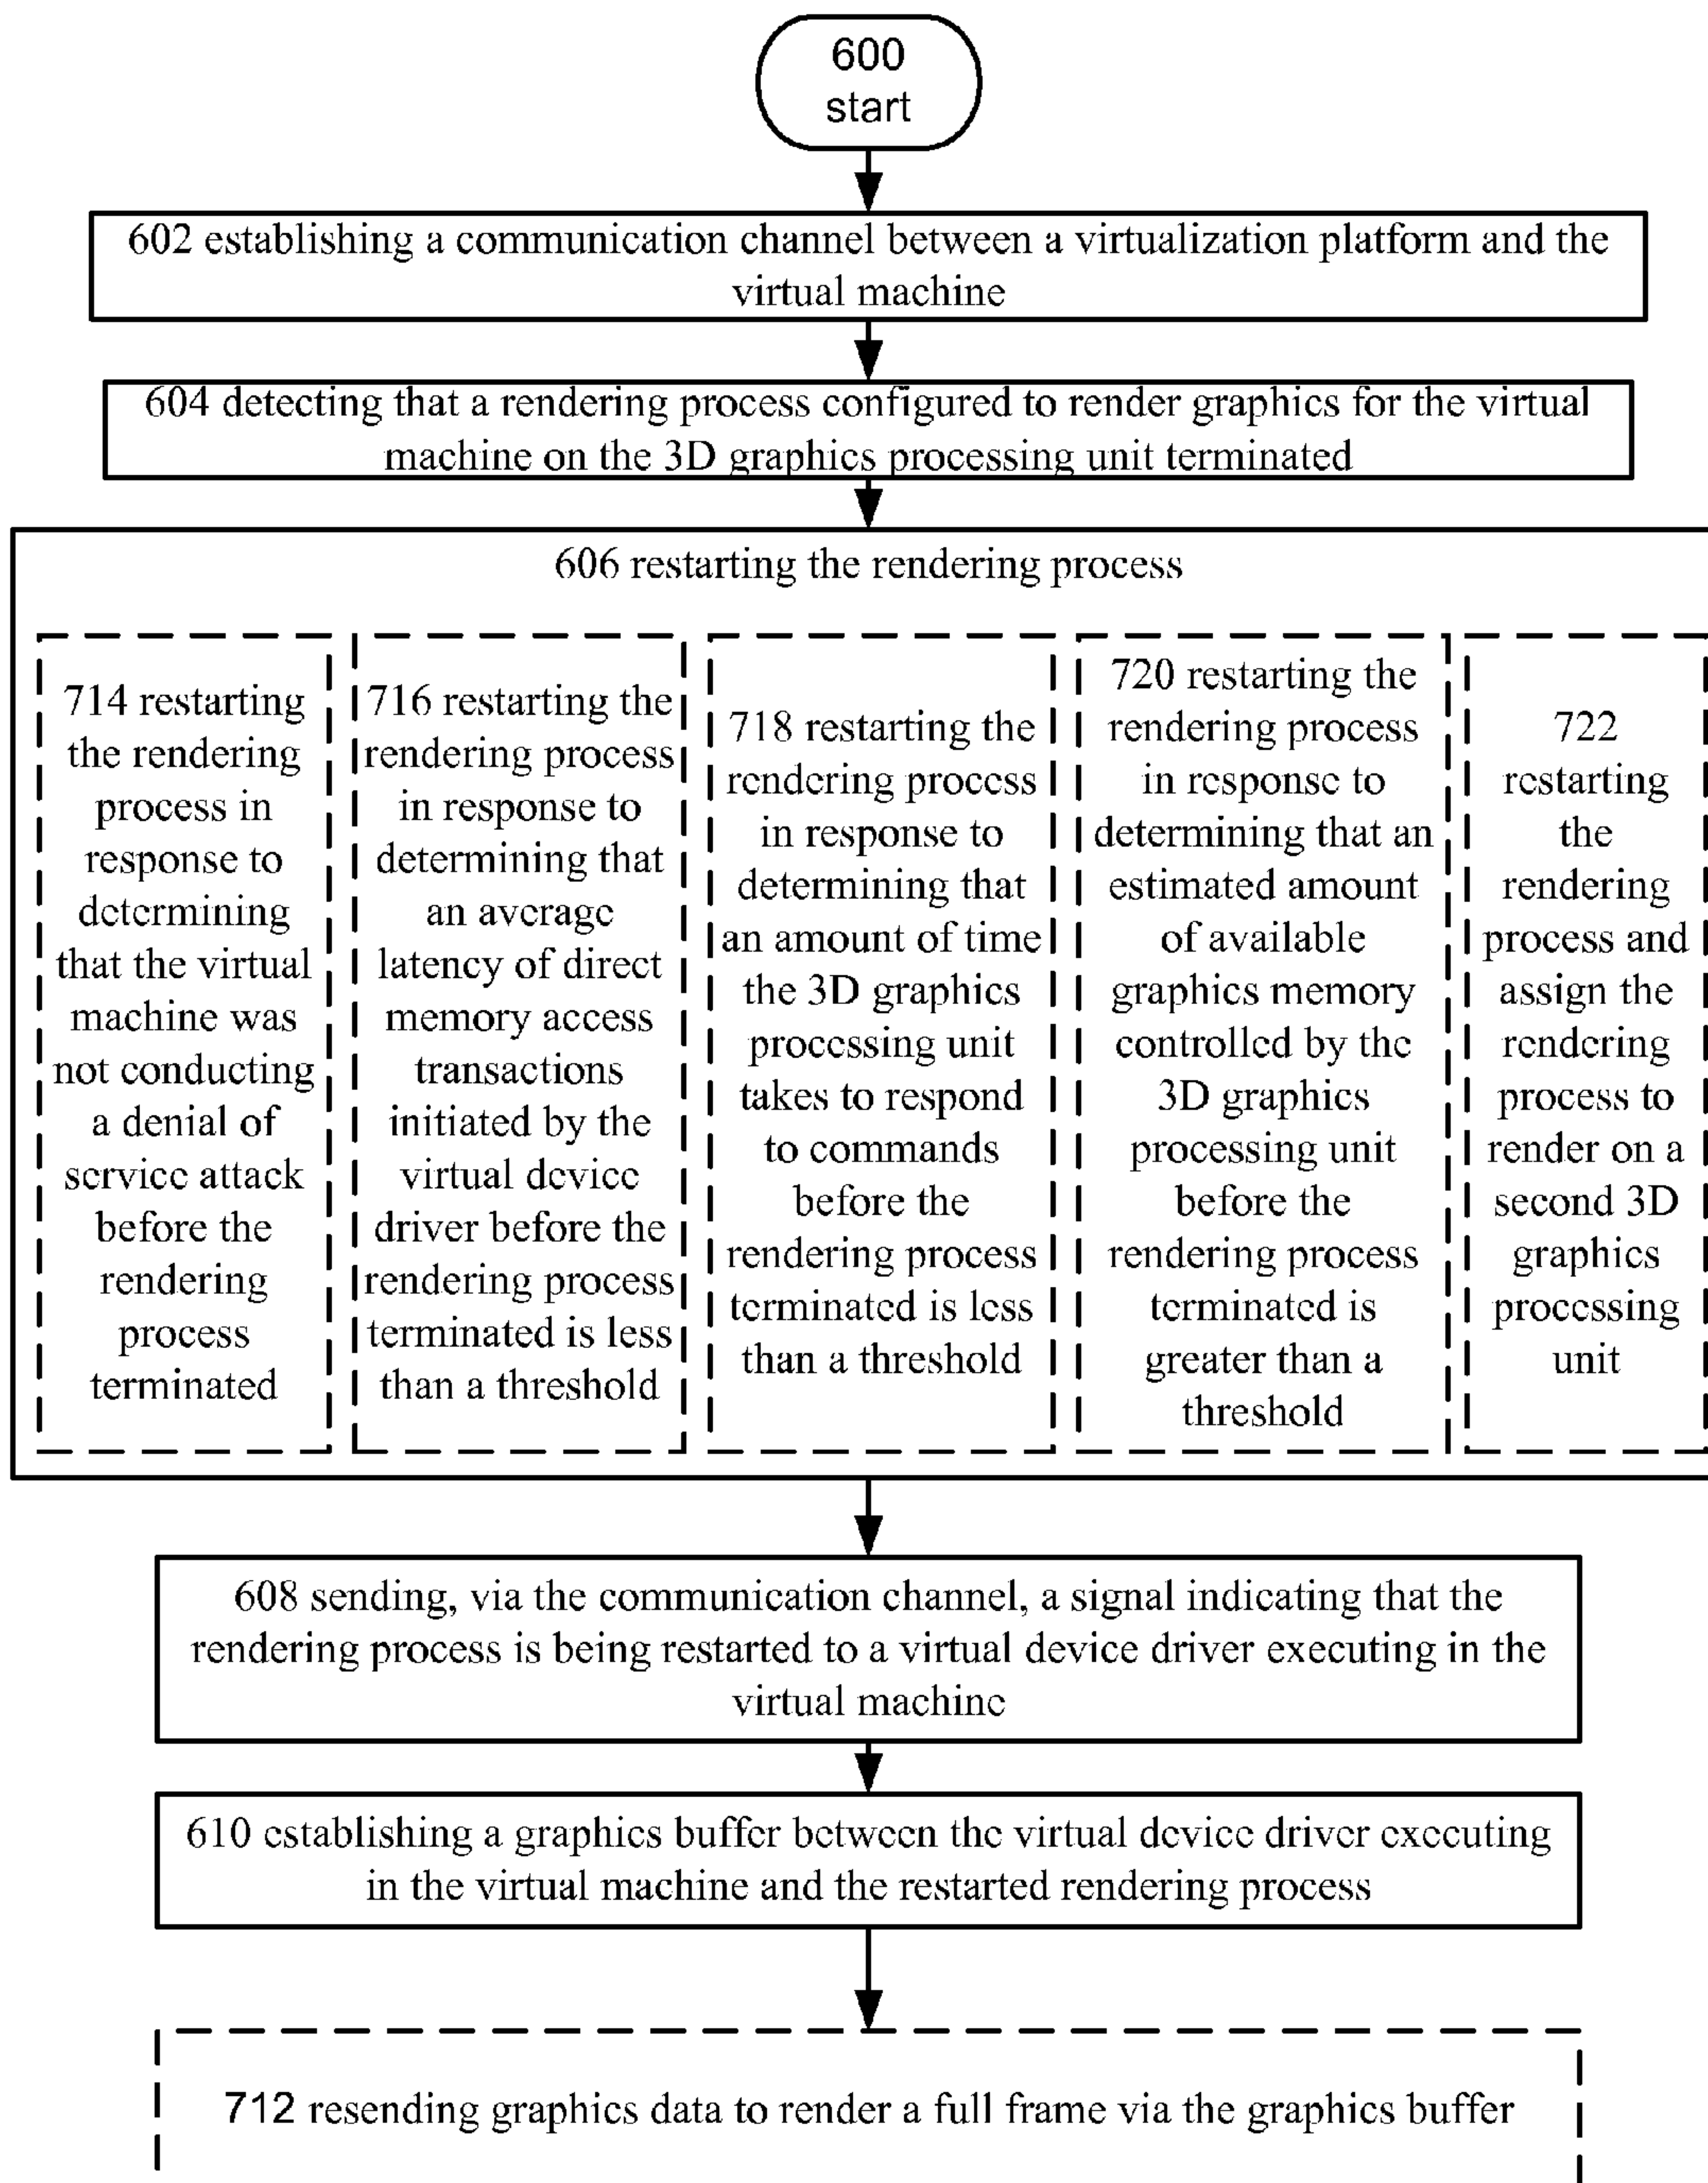 600
start
602 establishing a communication channel between a virtualization platform and the
virtual machine
604 detecting that a rendering process configured to render graphics for the virtual
machine on the 3D graphics processing unit terminated
606 restarting the rendering process
714 restarting
the rendering
process in
response to
determining
that the virtual
machine was
not conducting
a denial of
service attack
before the
rendering
process
terminated
716 restarting the
rendering process
in response to
determining that
an average
latency of direct
memory access
transactions
initiated by the
virtual device
driver before the
rendering process
terminated is less
than a threshold
718 restarting the
rendering process
in response to
determining that
an amount of time
the 3D graphics
processing unit
takes to respond
to commands
before the
rendering process
terminated is less
than a threshold
720 restarting the
rendering process
in response to
determining that an
estimated amount
of available
graphics memory
controlled by the
3D graphics
processing unit
before the
rendering process
terminated is
greater than a
threshold
722
restarting
the
rendering
process and
assign the
rendering
process to
render on a
second 3D
graphics
processing
unit
608 sending, via the communication channel, a signal indicating that the
rendering process is being restarted to a virtual device driver executing in the
virtual machine
610 establishing a graphics buffer between the virtual device driver executing
in the virtual machine and the restarted rendering process
712 resending graphics data to render a full frame via the graphics buffer